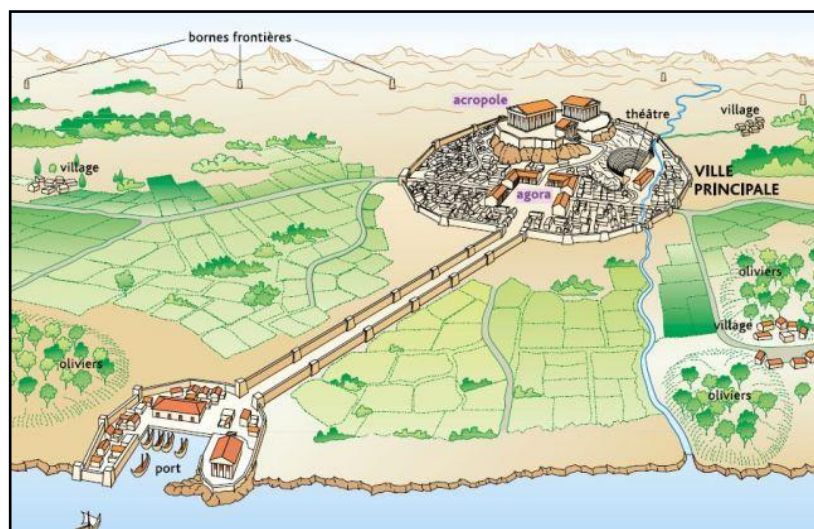 bornes frontières
acropole
théâtre
village
village
VILLE
PRINCIPALE
agora
oliviers
village
oliviers
oliviers
port